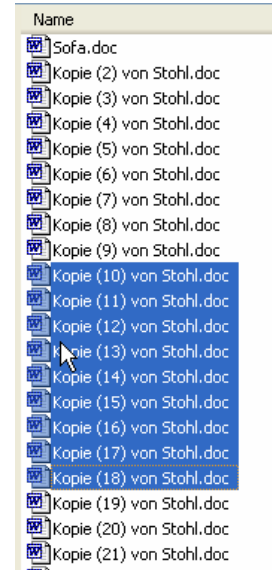 Name
Sofa.doc
Kopie (2) von Stohl.doc
Kopie (3) von Stohl.doc
Kopie (4) von Stohl.doc
Kopie (5) von Stohl.doc
Kopie (6) von Stohl.doc
Kopie (7) von Stohl.doc
Kopie (8) von Stohl.doc
Kopie (9) von Stohl.doc
Kopie (10) von Stohl.doc
Kopie (11) von Stohl.doc
Kopie (12) von Stohl.doc
Kopie (13) von Stohl.doc
Kopie (14) von Stohl.doc
Kopie (15) von Stohl.doc
Kopie (16) von Stohl.doc
Kopie (17) von Stohl.doc
Kopie (18) von Stohl.doc
Kopie (19) von Stohl.doc
Kopie (20) von Stohl.doc
Kopie (21) von Stohl.doc